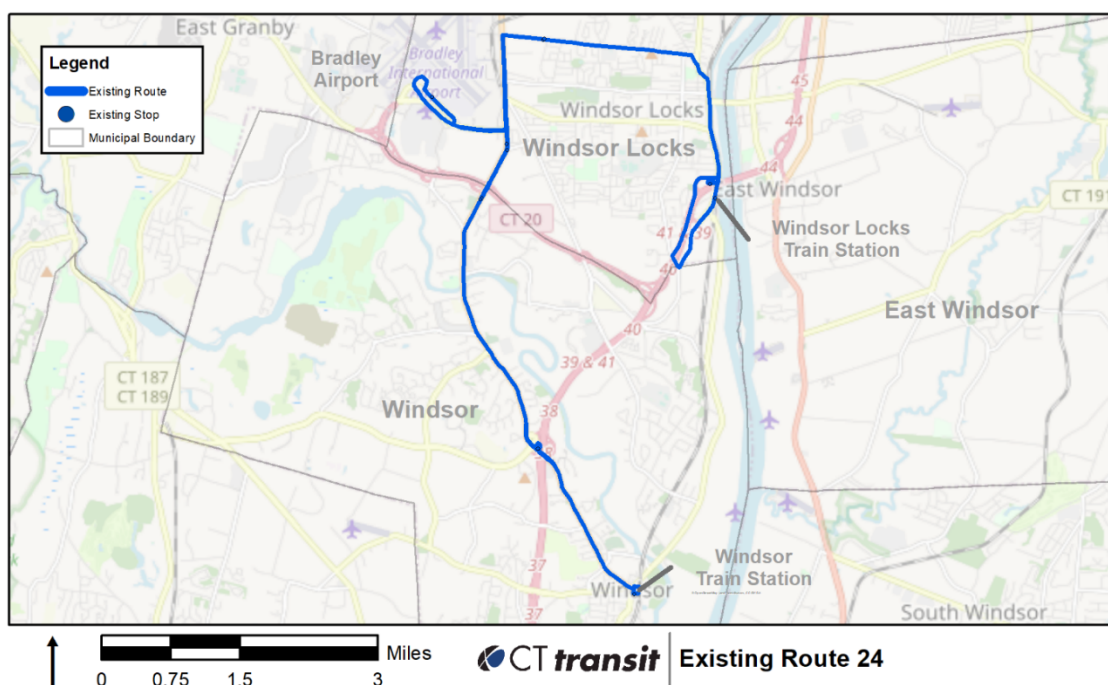 East Granby
Bradley
International
Airport
Bradley
Airport
Legend
Existing Route
Existing Stop
Municipal Boundary
45
44
Windsor Locks
Windsor Locks
44
East Windsor
CT 191
CT 20
41
39
Windsor Locks
Train Station
40
East Windsor
39 & 41
CT 187
CT 189
Windsor
38
38
37
Windsor
Train Station
Windsor
37
South Windsor
Miles
0 0.75 1.5 3
CT transit
Existing Route 24